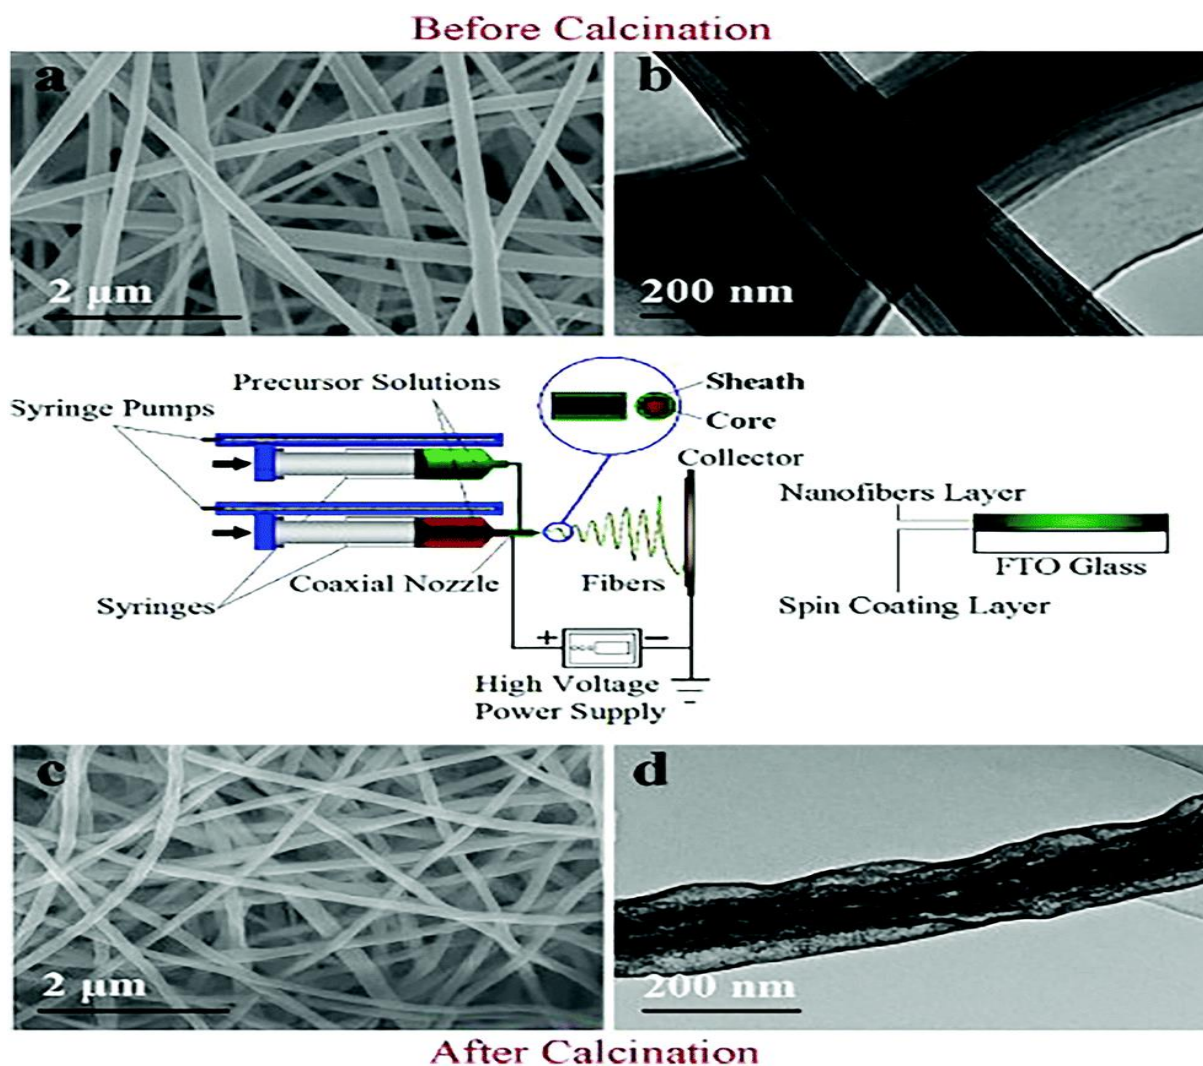 Before Calcination
a
b
2 μm
200 nm
Precursor Solutions
Sheath
Syringe Pumps
Core
Collector
Nanofibers Layer
Coaxial Nozzle
Fibers
FTO Glass
Syringes
Spin Coating Layer
+
−
High Voltage
Power Supply
c
d
2 μm
200 nm
After Calcination